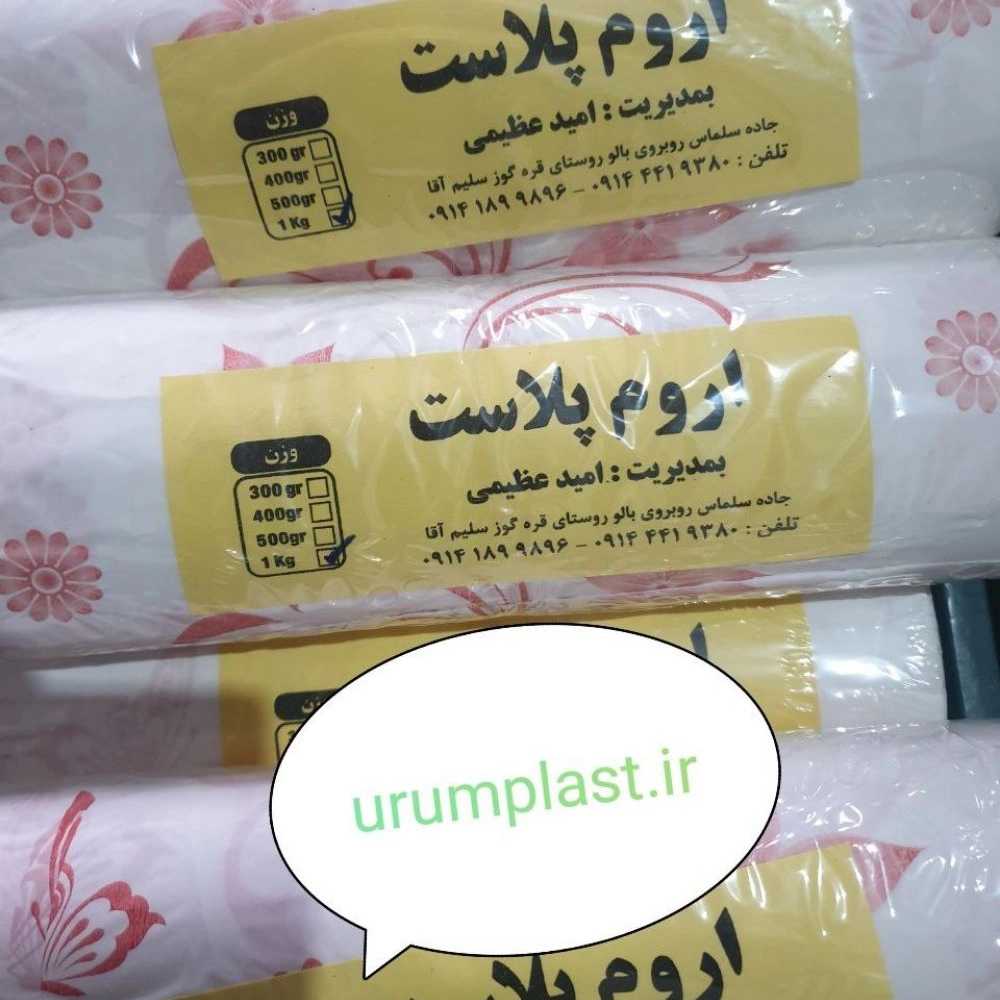 اروم پلاست
بمدیریت : امید عظیمی
جاده سلماس روبروی بالو روستای قره گوز سلیم آقا
تلفن : ۰۹۱۴ ۴۴۱ ۹۳۸۰ - ۰۹۱۴ ۱۸۹ ۹۸۹۶
وزن
300 gr
400gr
500gr
1 Kg
اروم پلاست
بمدیریت : امید عظیمی
جاده سلماس روبروی بالو روستای قره گوز سلیم آقا
تلفن : ۰۹۱۴ ۴۴۱ ۹۳۸۰ - ۰۹۱۴ ۱۸۹ ۹۸۹۶
وزن
300 gr
400gr
500gr
1 Kg
urumplast.ir
اروم پلاست